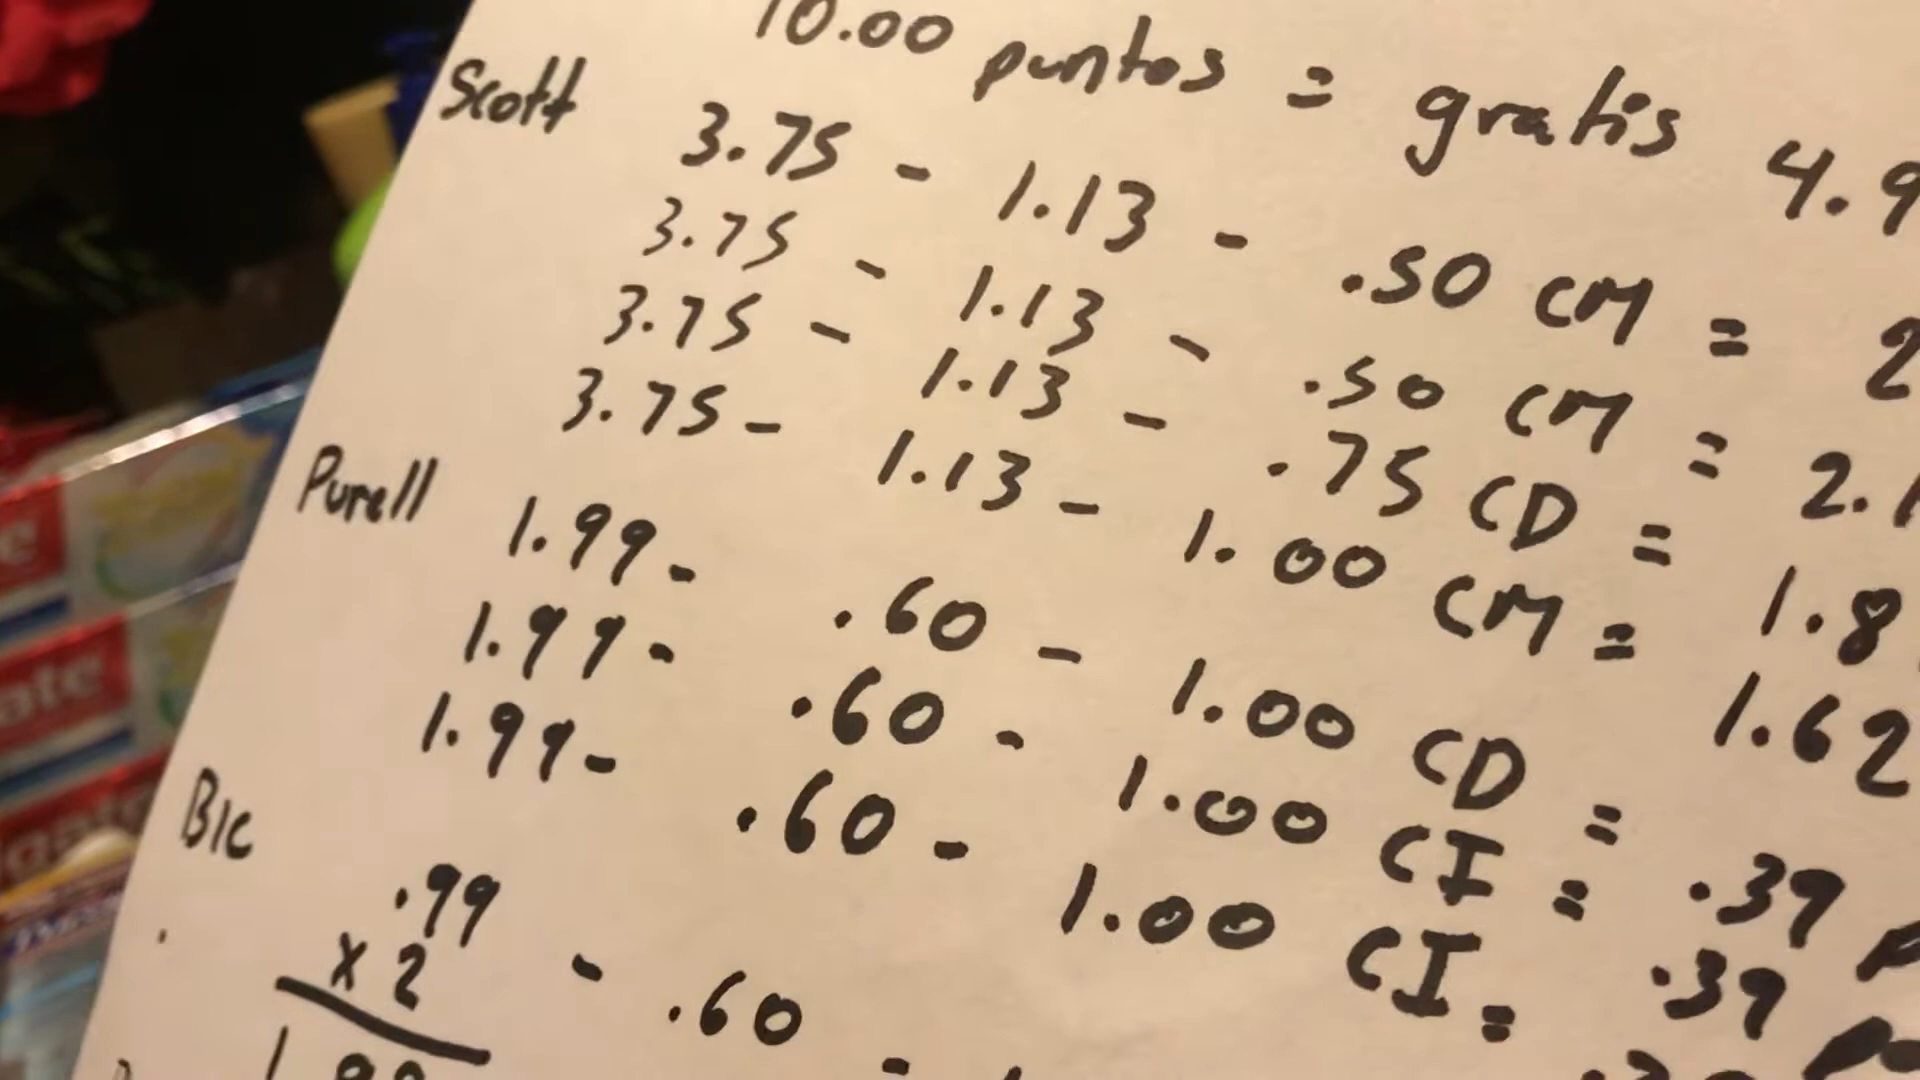 10.00 puntos = gratis 4.9
Scott
3.75 - 1.13 - .50 CM = 2
3.75 - 1.13 - .50 CM = 2.1
3.75 - 1.13 - .75 CD = 1.8
3.75 - 1.13 - 1.00 CM = 1.62
Purell
1.99 - .60 - 1.00 CD = .39 p
1.99 - .60 - 1.00 CI = .39 p
1.99 - .60 - 1.00 CI =
BIC
.99
x 2 - .60 -